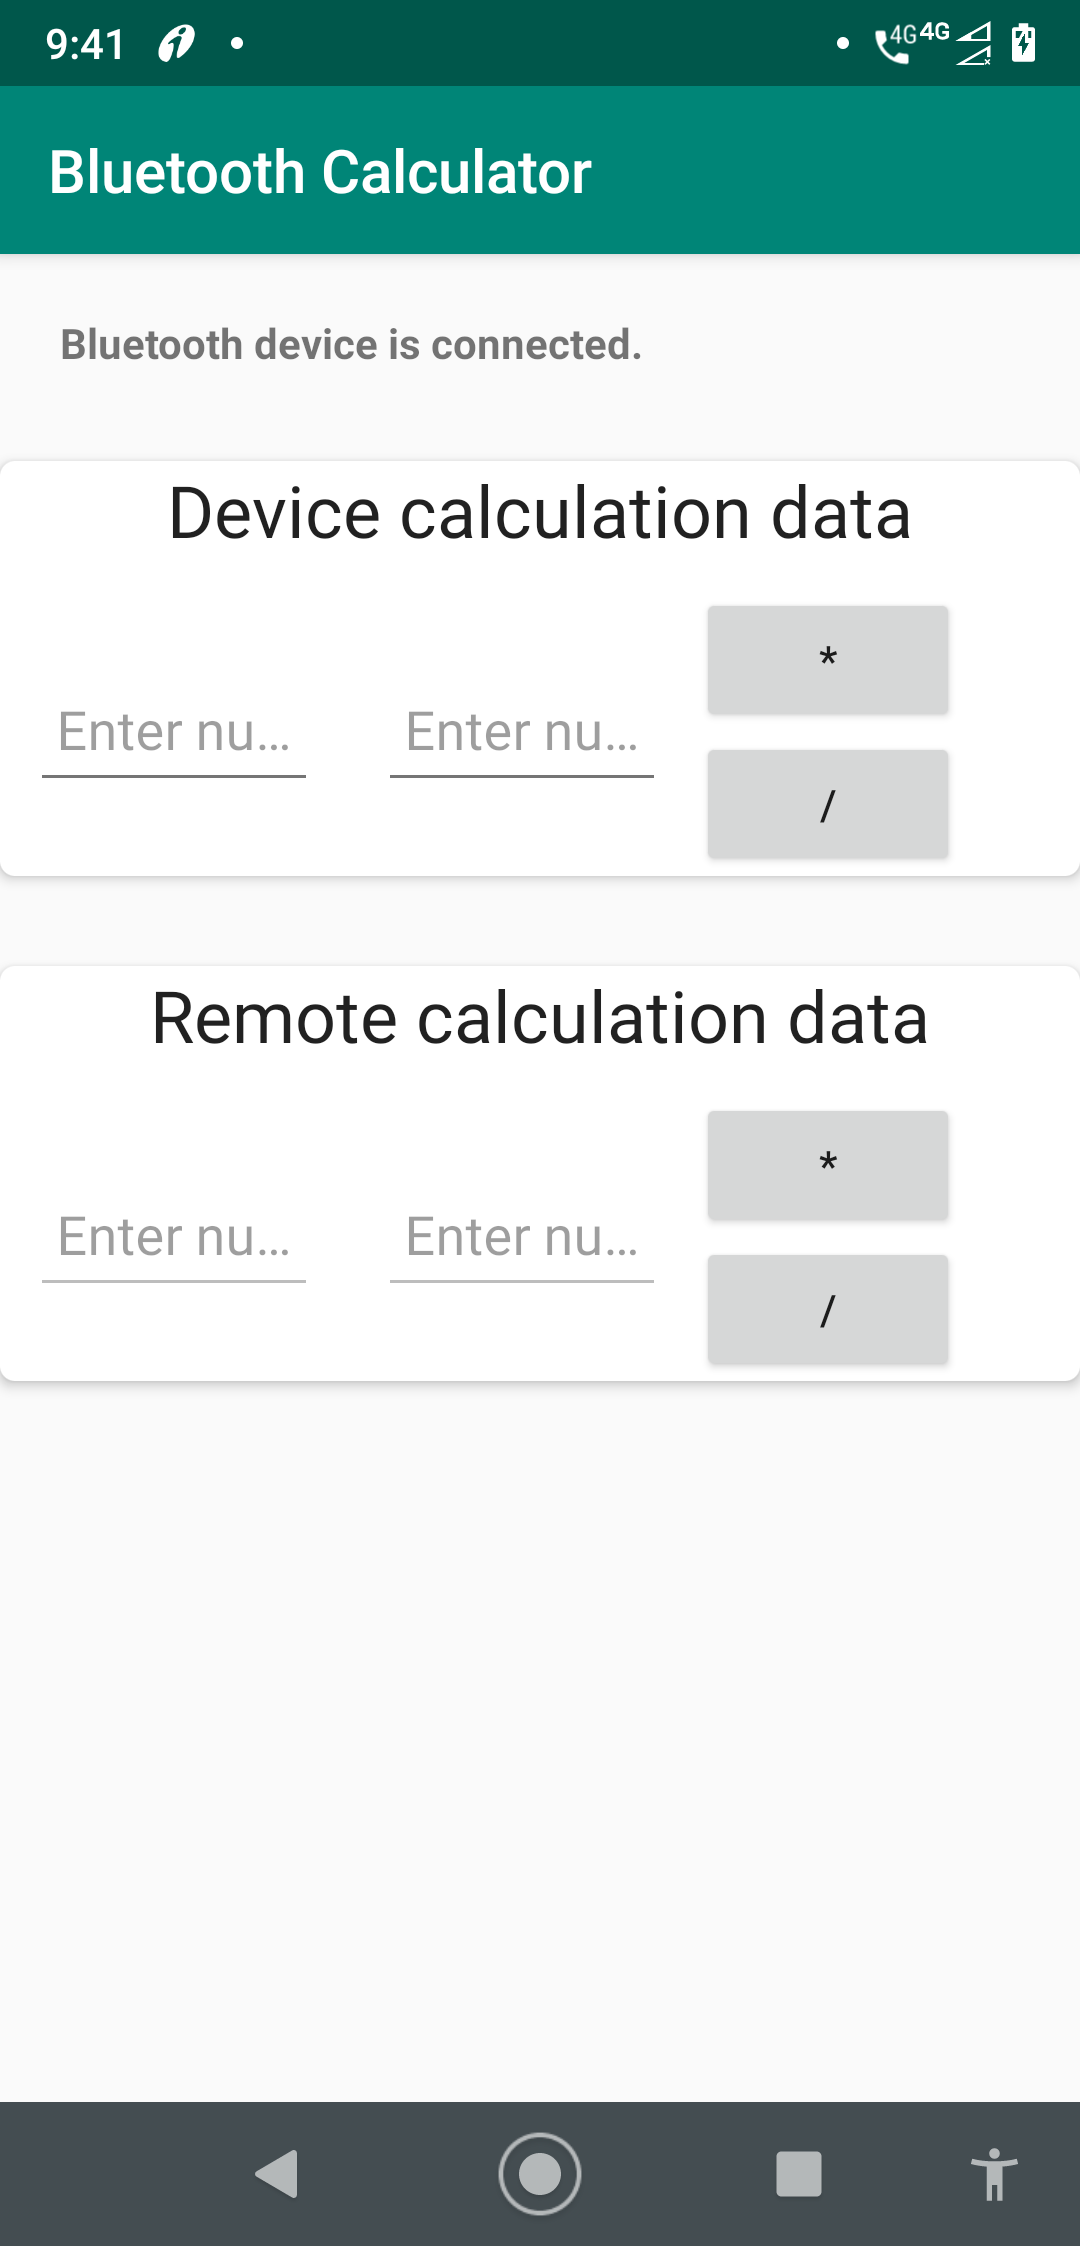 9:41
4G 4G
Bluetooth Calculator
Bluetooth device is connected.
Device calculation data
*
Enter nu... Enter nu...
/
Remote calculation data
*
Enter nu... Enter nu...
/